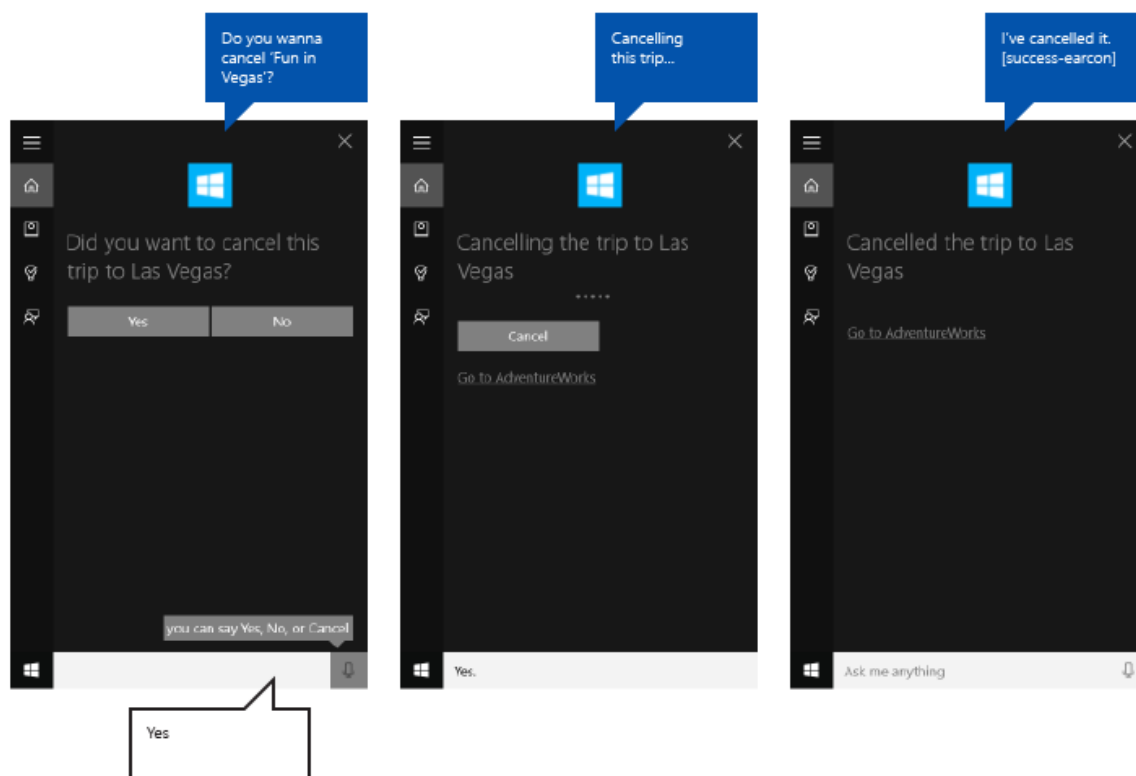 Do you wanna
cancel ‘Fun in
Vegas’?
Did you want to cancel this
trip to Las Vegas?
Yes
No
you can say Yes, No, or Cancel
Yes
Cancelling
this trip...
Cancelling the trip to Las
Vegas
Cancel
Go to AdventureWorks
Yes.
I’ve cancelled it.
[success-earcon]
Cancelled the trip to Las
Vegas
Go to AdventureWorks
Ask me anything